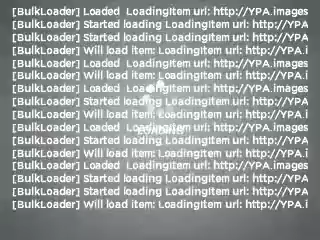 [BulkLoader] Loaded  LoadingItem url: http://YPA.images
[BulkLoader] Started loading LoadingItem url: http://YPA
[BulkLoader] Will load item: LoadingItem url: http://YPA.i
[BulkLoader] Started loading LoadingItem url: http://YPA
[BulkLoader] Loaded  LoadingItem url: http://YPA.images
[BulkLoader] Will load item: LoadingItem url: http://YPA.i
[BulkLoader] Loaded  LoadingItem url: http://YPA.images
[BulkLoader] Started loading LoadingItem url: http://YPA
[BulkLoader] Will load item: LoadingItem url: http://YPA.i
[BulkLoader] Loaded  LoadingItem url: http://YPA.images
LOADING
[BulkLoader] Started loading LoadingItem url: http://YPA
[BulkLoader] Will load item: LoadingItem url: http://YPA.i
[BulkLoader] Loaded  LoadingItem url: http://YPA.images
[BulkLoader] Started loading LoadingItem url: http://YPA
[BulkLoader] Started loading LoadingItem url: http://YPA
[BulkLoader] Will load item: LoadingItem url: http://YPA.i